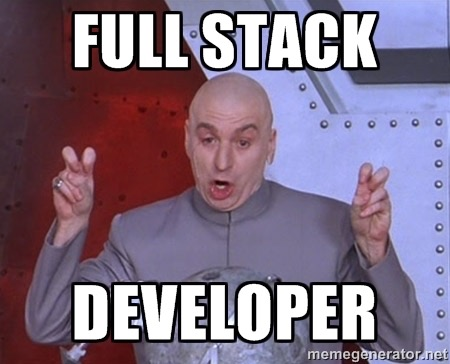 FULL STACK
DEVELOPER
memegenerator.net